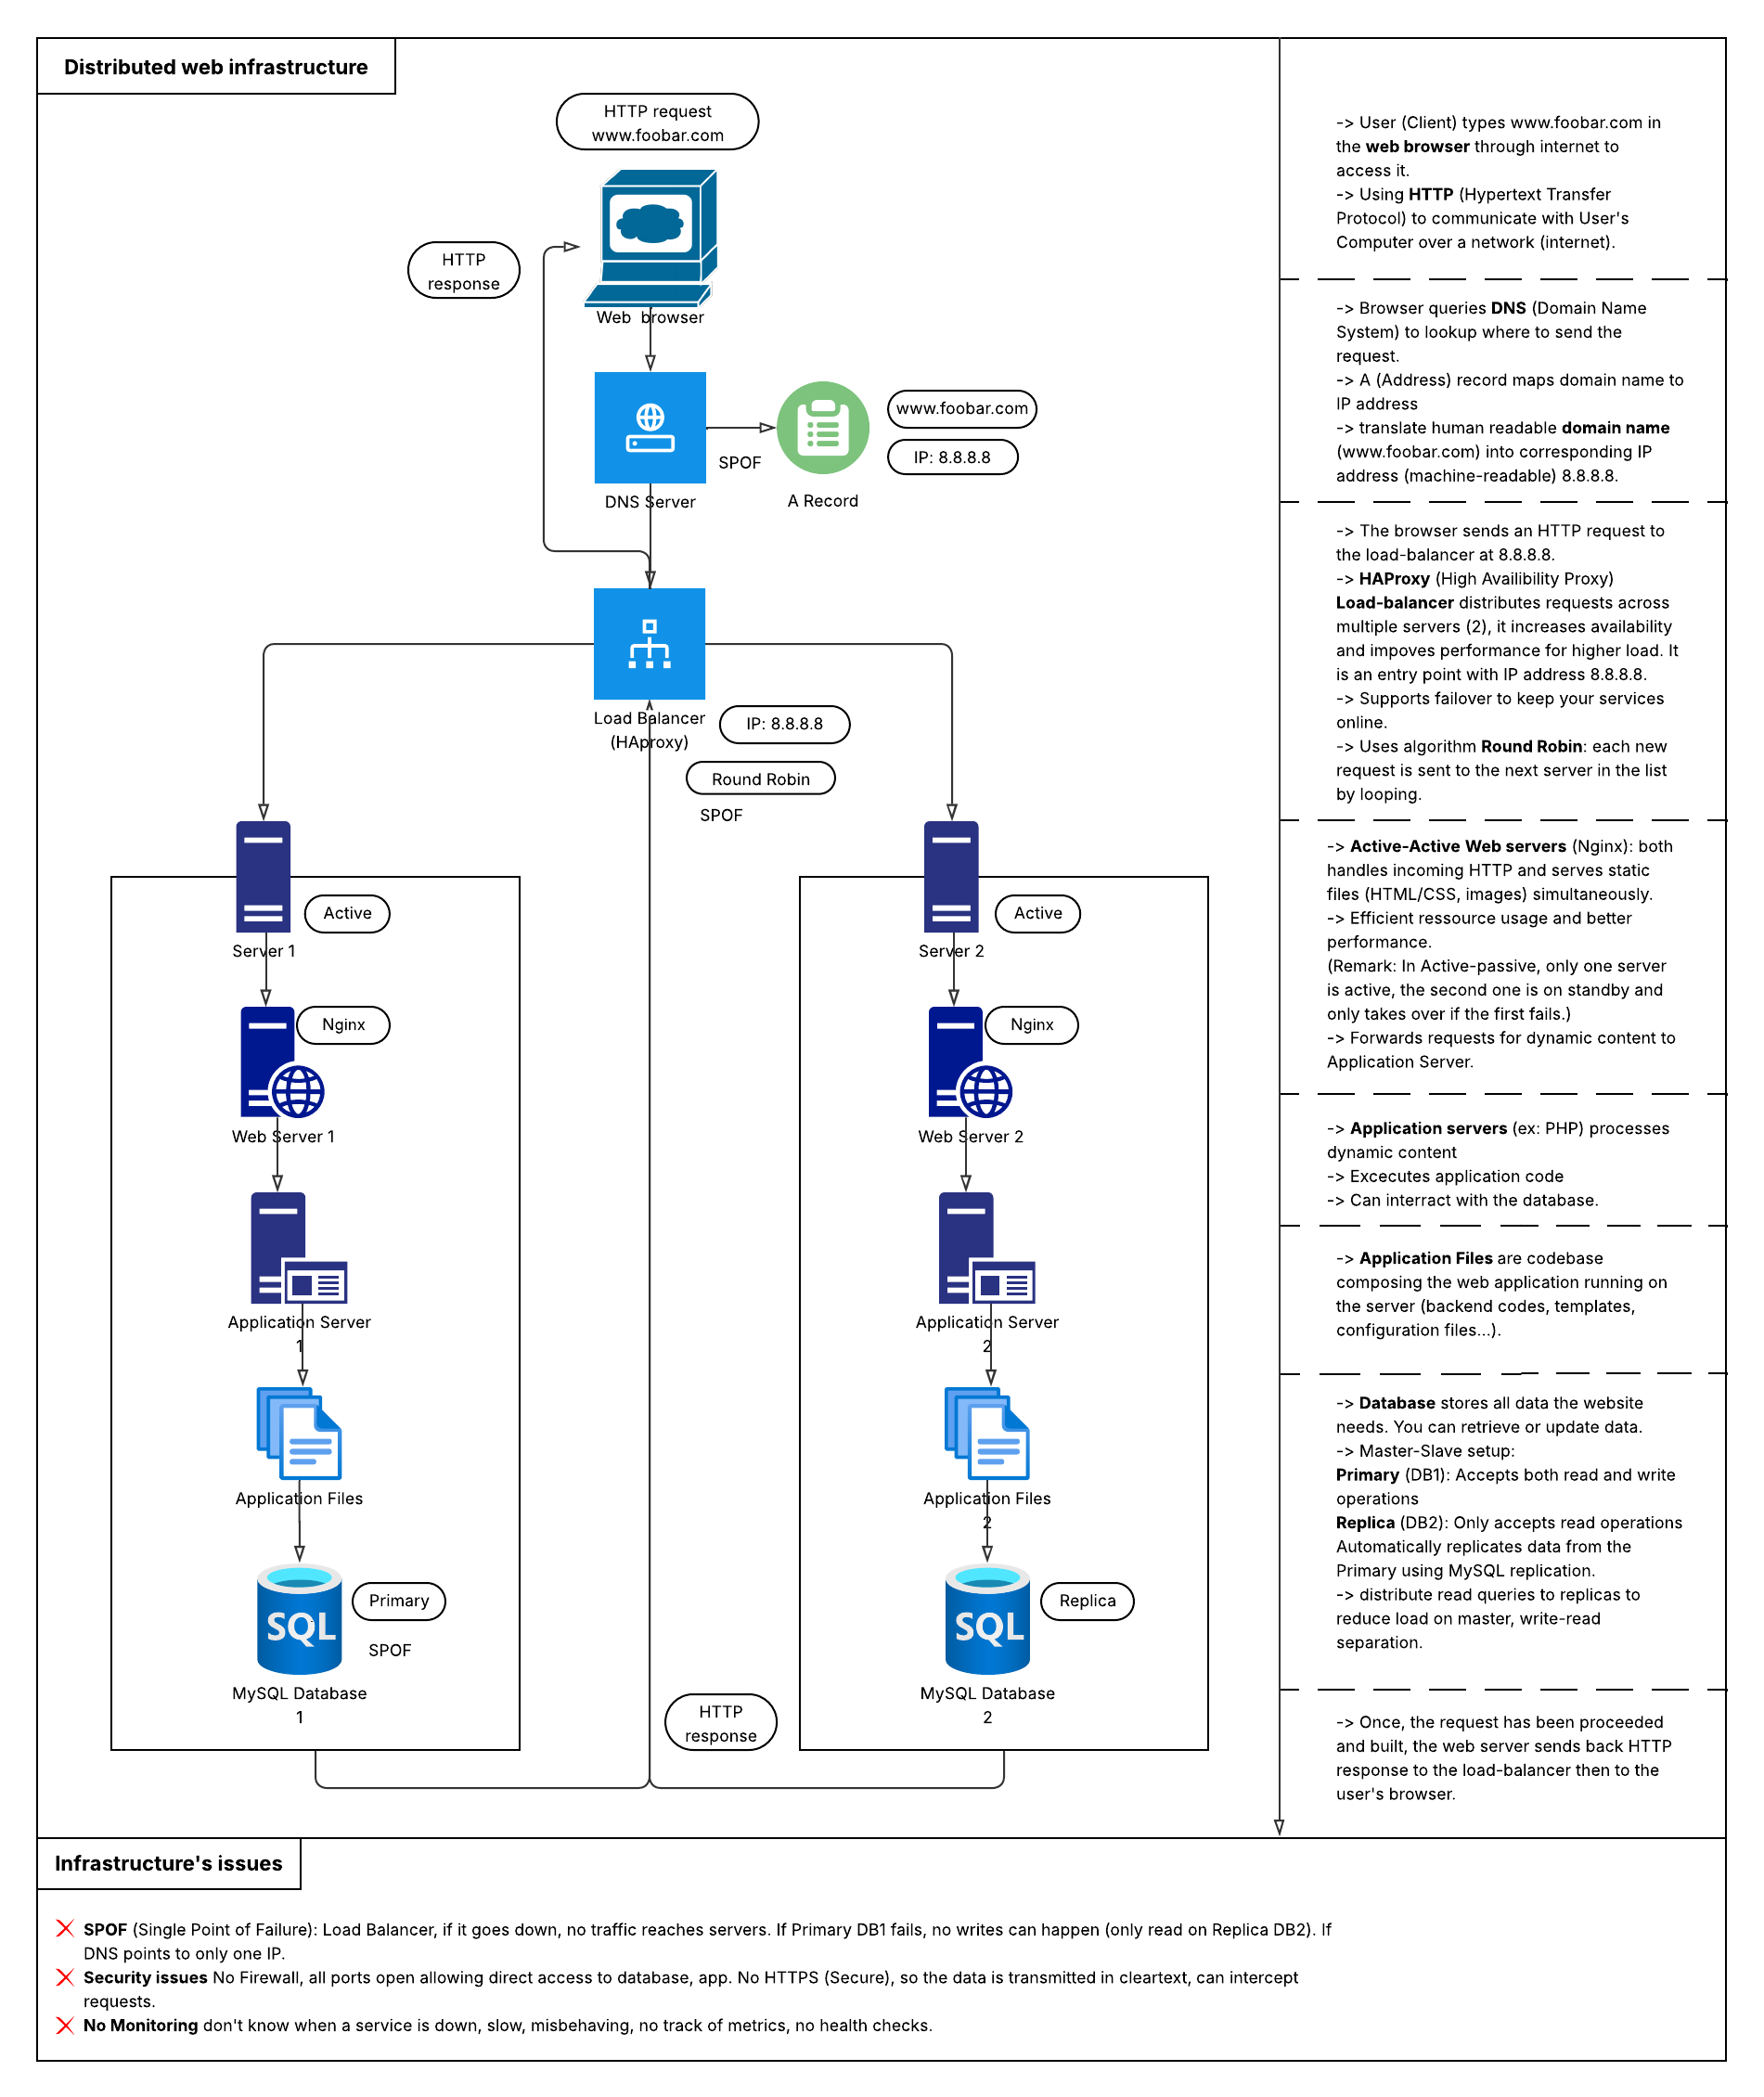 Distributed web infrastructure
HTTP request
www.foobar.com
HTTP
response
Web browser
www.foobar.com
IP: 8.8.8.8
SPOF
DNS Server
A Record
Load Balancer
(HAproxy)
IP: 8.8.8.8
Round Robin
SPOF
Active
Server 1
Nginx
Web Server 1
Application Server
1
Application Files
Primary
SPOF
MySQL Database
1
Active
Server 2
Nginx
Web Server 2
Application Server
2
Application Files
2
Replica
MySQL Database
2
HTTP
response
-> User (Client) types www.foobar.com in
the web browser through internet to
access it.
-> Using HTTP (Hypertext Transfer
Protocol) to communicate with User's
Computer over a network (internet).
-> Browser queries DNS (Domain Name
System) to lookup where to send the
request.
-> A (Address) record maps domain name to
IP address
-> translate human readable domain name
(www.foobar.com) into corresponding IP
address (machine-readable) 8.8.8.8.
-> The browser sends an HTTP request to
the load-balancer at 8.8.8.8.
-> HAProxy (High Availibility Proxy)
Load-balancer distributes requests across
multiple servers (2), it increases availability
and impoves performance for higher load. It
is an entry point with IP address 8.8.8.8.
-> Supports failover to keep your services
online.
-> Uses algorithm Round Robin: each new
request is sent to the next server in the list
by looping.
-> Active-Active Web servers (Nginx): both
handles incoming HTTP and serves static
files (HTML/CSS, images) simultaneously.
-> Efficient ressource usage and better
performance.
(Remark: In Active-passive, only one server
is active, the second one is on standby and
only takes over if the first fails.)
-> Forwards requests for dynamic content to
Application Server.
-> Application servers (ex: PHP) processes
dynamic content
-> Excecutes application code
-> Can interract with the database.
-> Application Files are codebase
composing the web application running on
the server (backend codes, templates,
configuration files...).
-> Database stores all data the website
needs. You can retrieve or update data.
-> Master-Slave setup:
Primary (DB1): Accepts both read and write
operations
Replica (DB2): Only accepts read operations
Automatically replicates data from the
Primary using MySQL replication.
-> distribute read queries to replicas to
reduce load on master, write-read
separation.
-> Once, the request has been proceeded
and built, the web server sends back HTTP
response to the load-balancer then to the
user's browser.
Infrastructure's issues
SPOF (Single Point of Failure): Load Balancer, if it goes down, no traffic reaches servers. If Primary DB1 fails, no writes can happen (only read on Replica DB2). If
DNS points to only one IP.
Security issues No Firewall, all ports open allowing direct access to database, app. No HTTPS (Secure), so the data is transmitted in cleartext, can intercept
requests.
No Monitoring don't know when a service is down, slow, misbehaving, no track of metrics, no health checks.
SQL
SQL